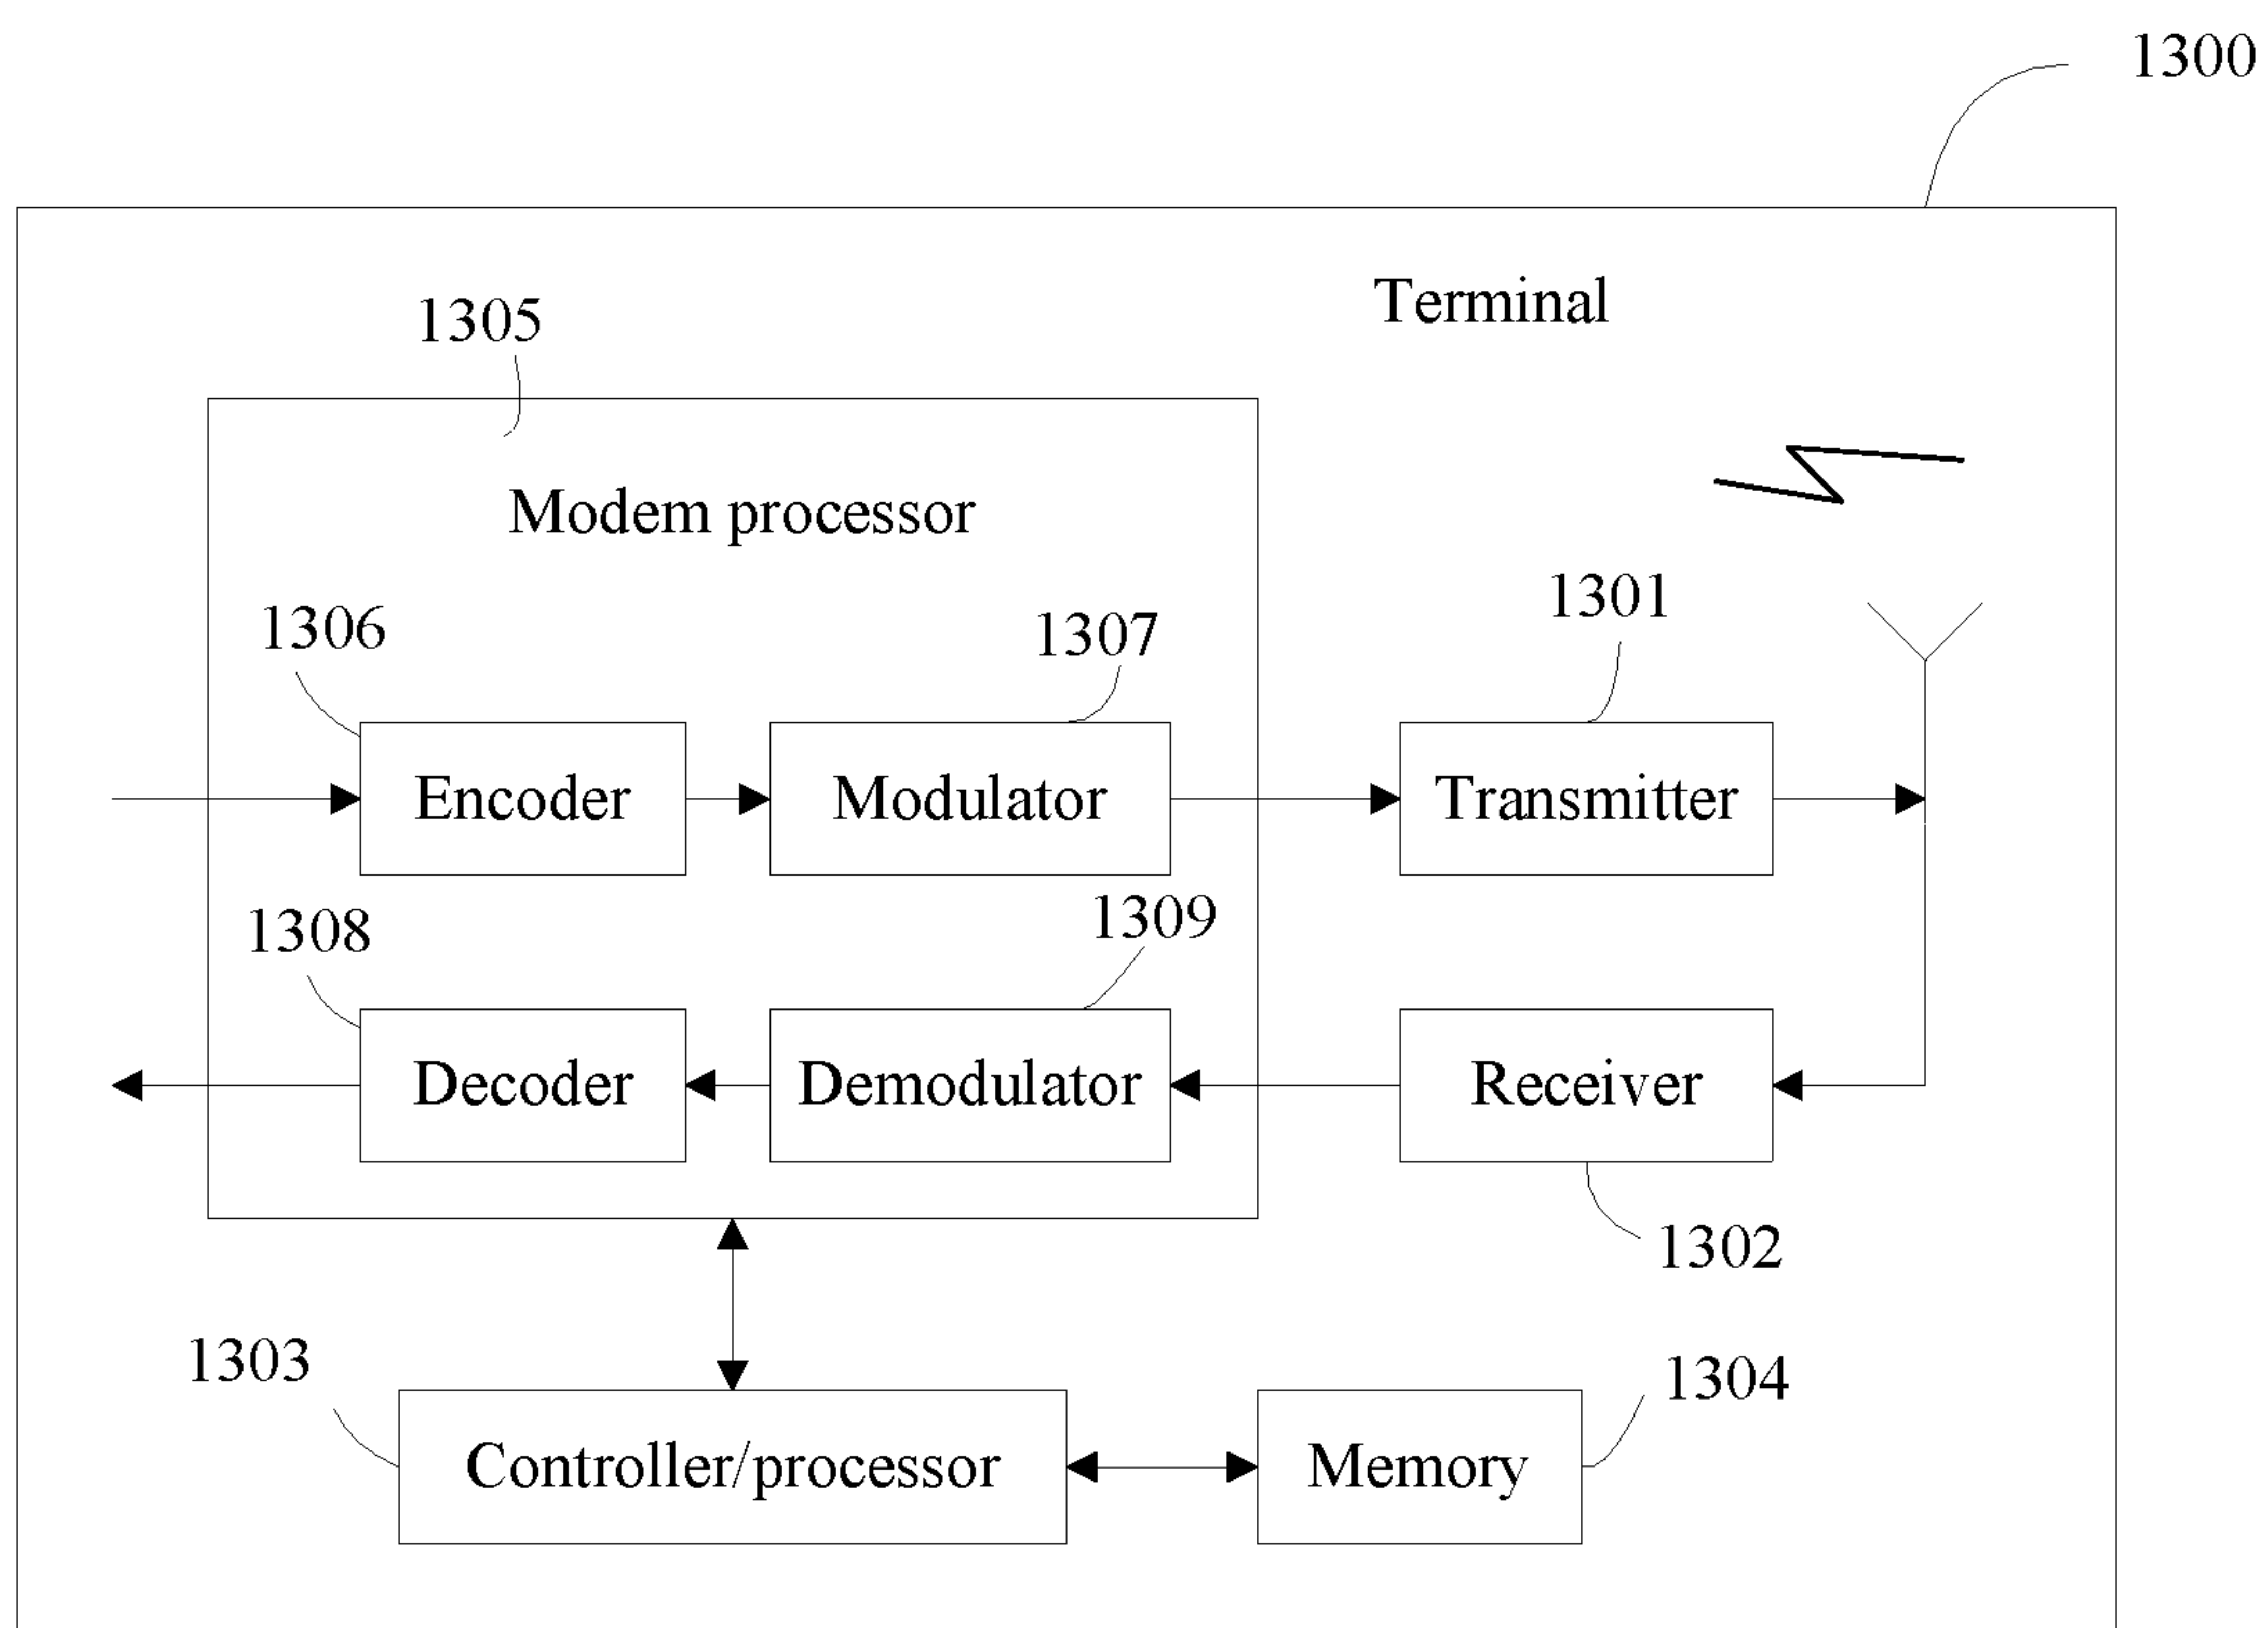 1300
Terminal
1305
Modem processor
1301
1306
1307
Encoder
Modulator
Transmitter
1308
1309
Decoder
Demodulator
Receiver
1302
1303
1304
Controller/processor
Memory